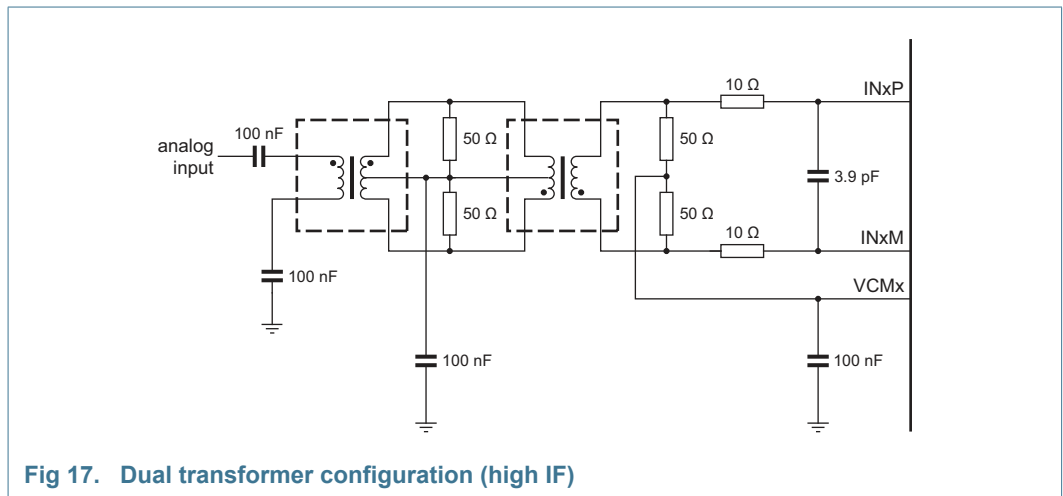 analog
input
100 nF
100 nF
50 Ω
50 Ω
100 nF
50 Ω
50 Ω
10 Ω
10 Ω
3.9 pF
INxP
INxM
VCMx
100 nF
Fig 17. Dual transformer configuration (high IF)